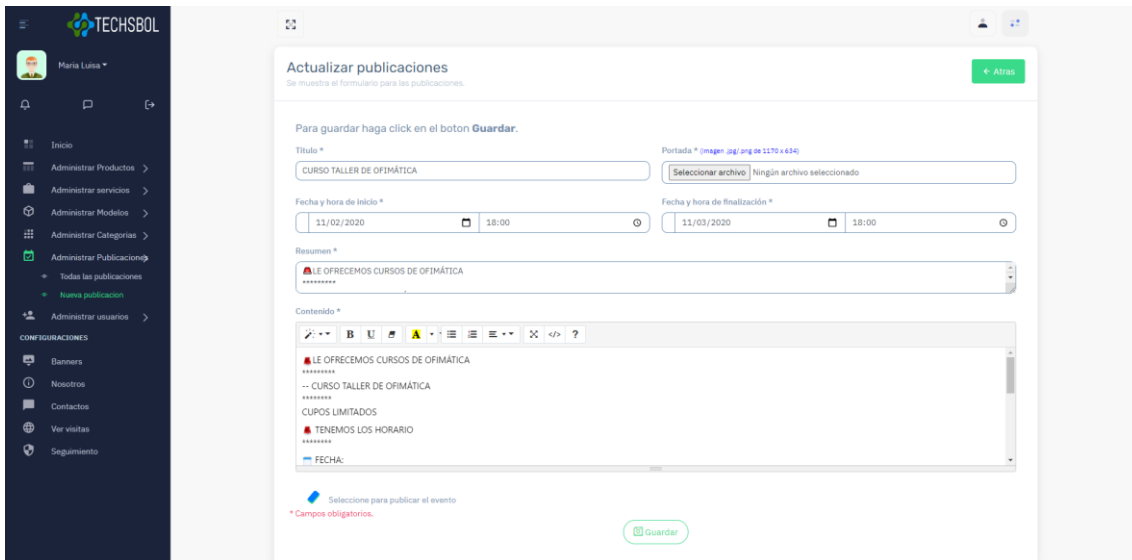 TECHSBOL
Maria Luisa
Inicio
Administrar Productos
Administrar servicios
Administrar Modelos
Administrar Categorias
Administrar Publicaciones
Todas las publicaciones
Nueva publicacion
Administrar usuarios
CONFIGURACIONES
Banners
Nosotros
Contactos
Ver visitas
Seguimiento
Actualizar publicaciones
Se muestra el formulario para las publicaciones.
Atras
Para guardar haga click en el boton Guardar.
Título *
CURSO TALLER DE OFIMÁTICA
Portada * (Imagen .jpg/.png de 1170 x 634)
Seleccionar archivo Ningún archivo seleccionado
Fecha y hora de inicio *
11/02/2020 18:00
Fecha y hora de finalización *
11/03/2020 18:00
Resumen *
LE OFRECEMOS CURSOS DE OFIMÁTICA
*********
Contenido *
B U A </> ?
LE OFRECEMOS CURSOS DE OFIMÁTICA
*********
-- CURSO TALLER DE OFIMÁTICA
********
CUPOS LIMITADOS
TENEMOS LOS HORARIO
********
FECHA:
Seleccione para publicar el evento
* Campos obligatorios.
Guardar